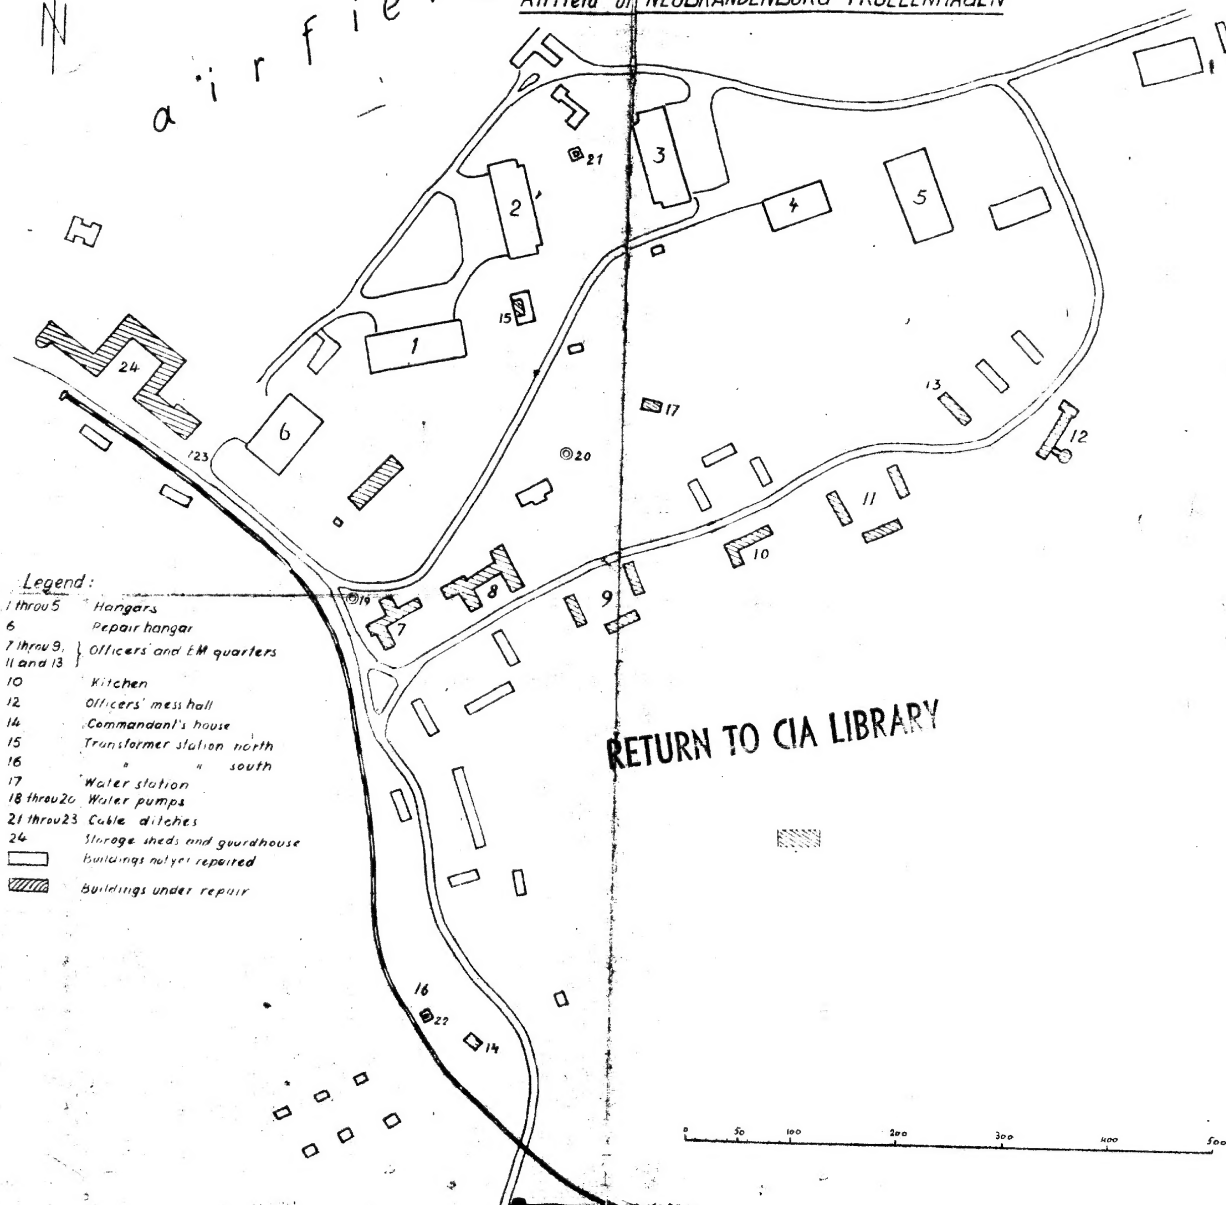 Airfield of NEUBRANDENBURG TROLLENHAGEN
N
airfie
21
3
2
4
5
15
1
24
13
17
12
6
20
123
11
10
19
8
9
7
Legend:
1 throu 5 Hangars
6 Repair hangar
7 throu 9, 11 and 13 } Officers' and EM quarters
10 Kitchen
12 Officers' mess hall
14 Commandant's house
15 Transformer station north
16 " " south
17 Water station
18 throu 20 Water pumps
21 throu 23 Cable ditches
24 Storage sheds and guardhouse
Buildings not yet repaired
Buildings under repair
RETURN TO CIA LIBRARY
16
22
14
0 50 100 200 300 400 500